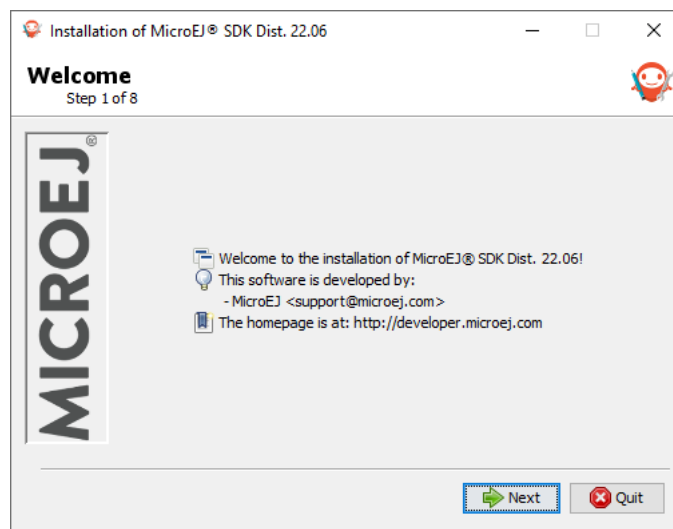 Installation of MicroEJ® SDK Dist. 22.06
Welcome
Step 1 of 8
MICROEJ®
Welcome to the installation of MicroEJ® SDK Dist. 22.06!
This software is developed by:
- MicroEJ <support@microej.com>
The homepage is at: http://developer.microej.com
Next
Quit